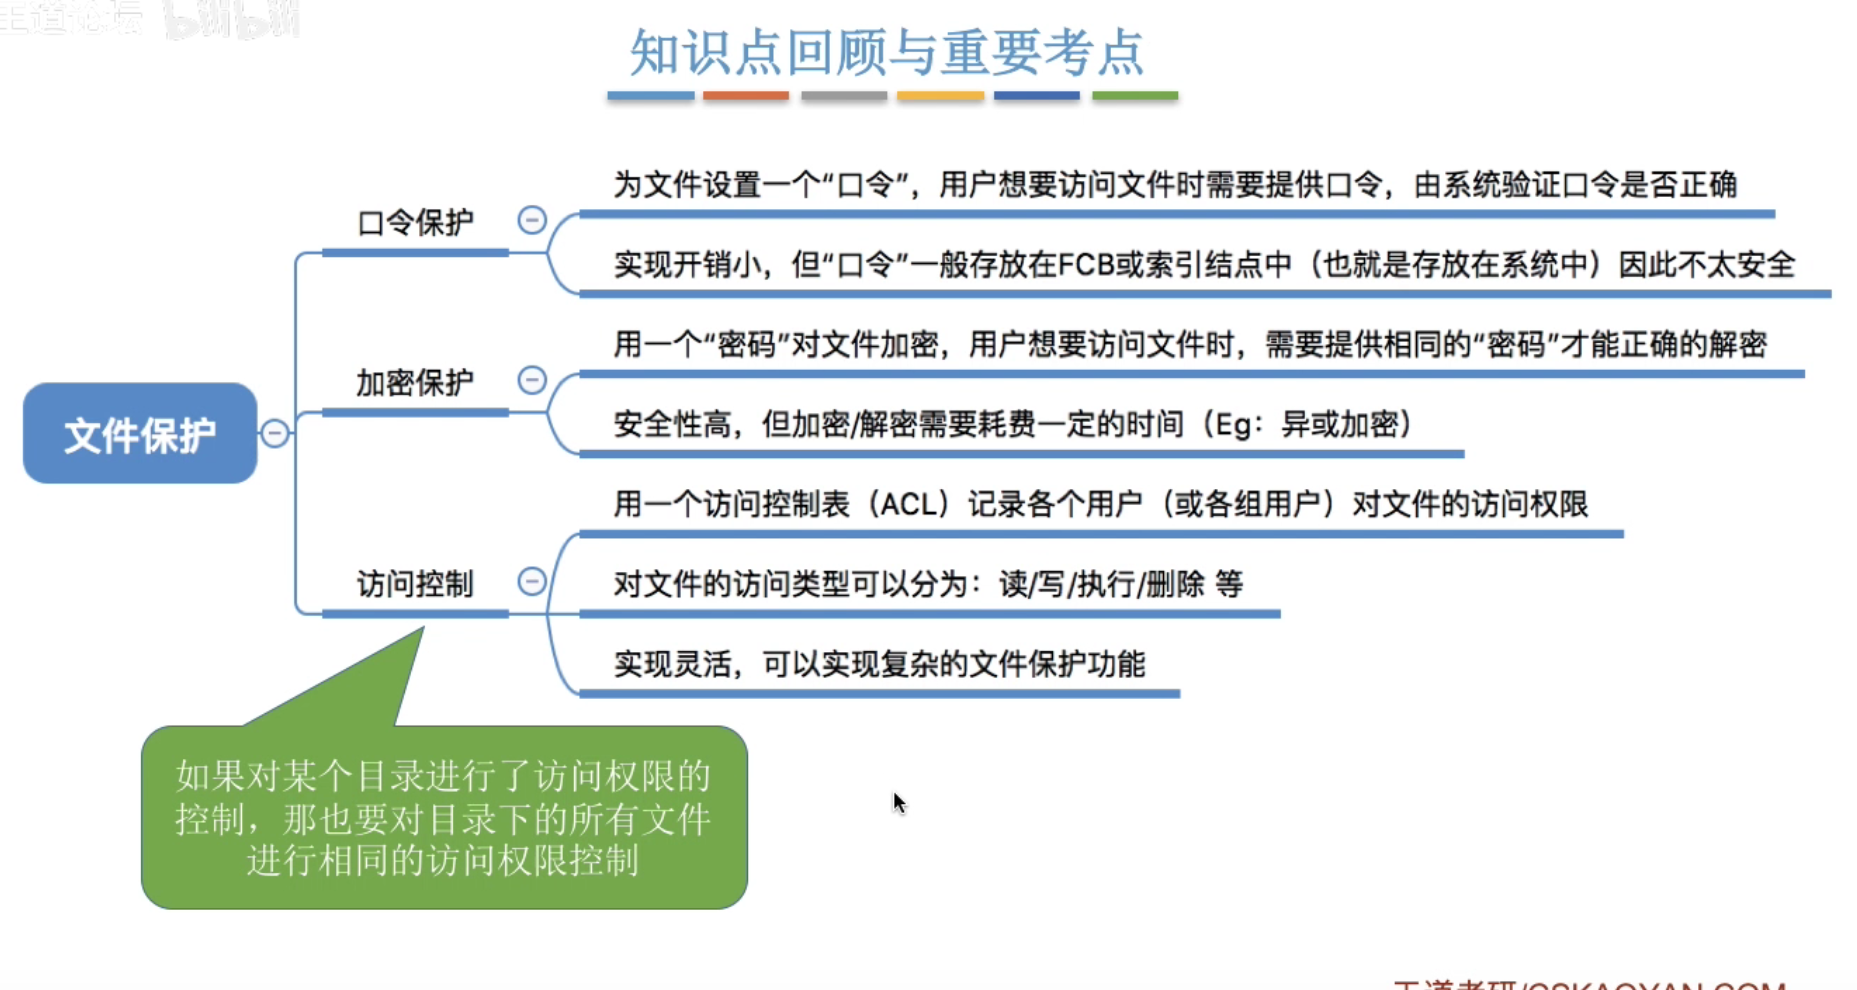 王道论坛 bilibili
知识点回顾与重要考点
为文件设置一个“口令”，用户想要访问文件时需要提供口令，由系统验证口令是否正确
口令保护
实现开销小，但“口令”一般存放在FCB或索引结点中（也就是存放在系统中）因此不太安全
用一个“密码”对文件加密，用户想要访问文件时，需要提供相同的“密码”才能正确的解密
加密保护
安全性高，但加密/解密需要耗费一定的时间（Eg：异或加密）
文件保护
用一个访问控制表（ACL）记录各个用户（或各组用户）对文件的访问权限
访问控制
对文件的访问类型可以分为：读/写/执行/删除 等
实现灵活，可以实现复杂的文件保护功能
如果对某个目录进行了访问权限的
控制，那也要对目录下的所有文件
进行相同的访问权限控制
王道考研/CSKAOYAN.COM